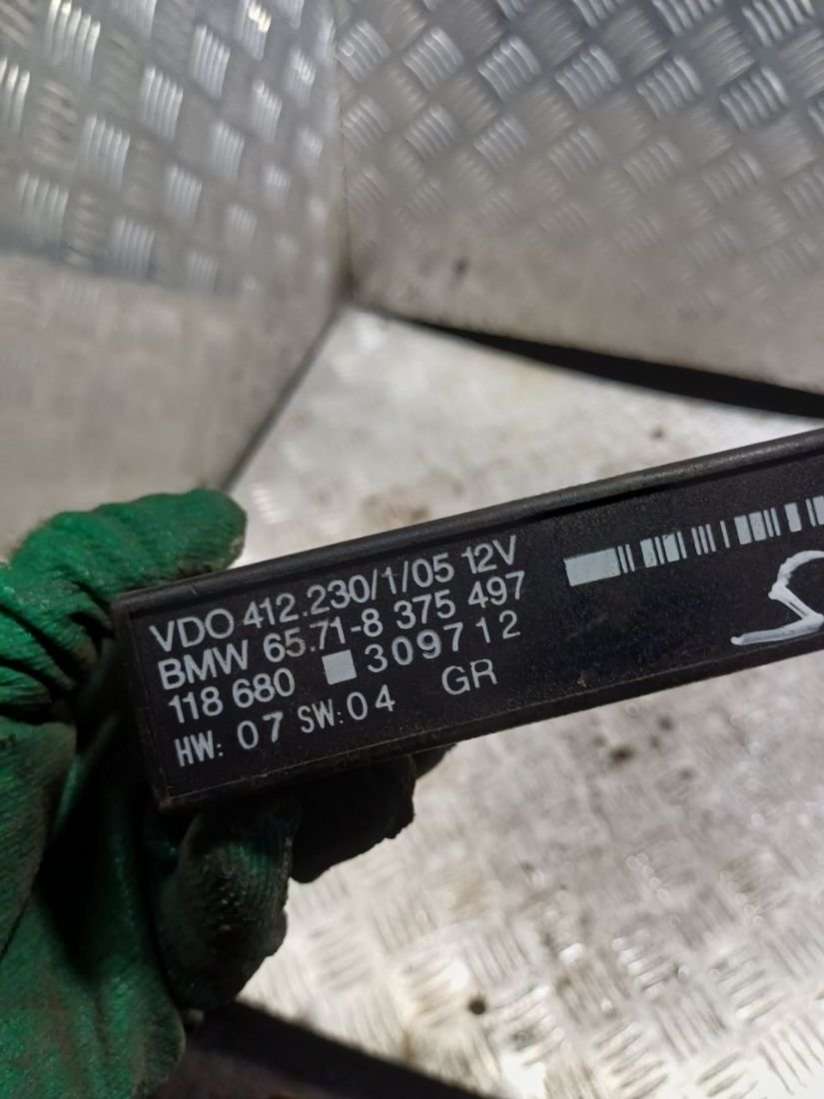 VDO 412.230/1/05 12V
BMW 65.71-8 375 497
118 680 309712
HW: 07 SW:04 GR